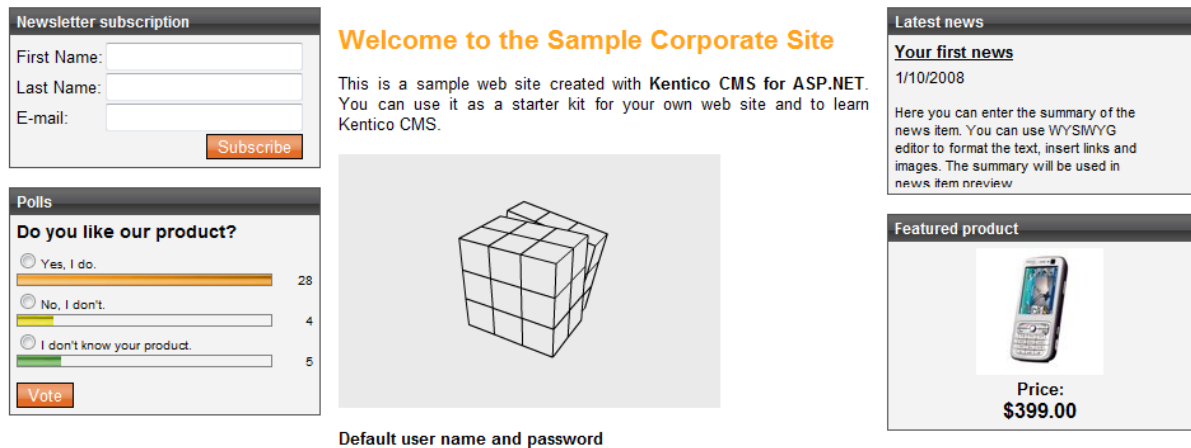 Newsletter subscription
First Name:
Last Name:
E-mail:
Subscribe
Polls
Do you like our product?
Yes, I do.
28
No, I don't.
4
I don't know your product.
5
Vote
Welcome to the Sample Corporate Site
This is a sample web site created with Kentico CMS for ASP.NET.
You can use it as a starter kit for your own web site and to learn
Kentico CMS.
Default user name and password
Latest news
Your first news
1/10/2008
Here you can enter the summary of the
news item. You can use WYSIWYG
editor to format the text, insert links and
images. The summary will be used in
news item preview
Featured product
Price:
$399.00